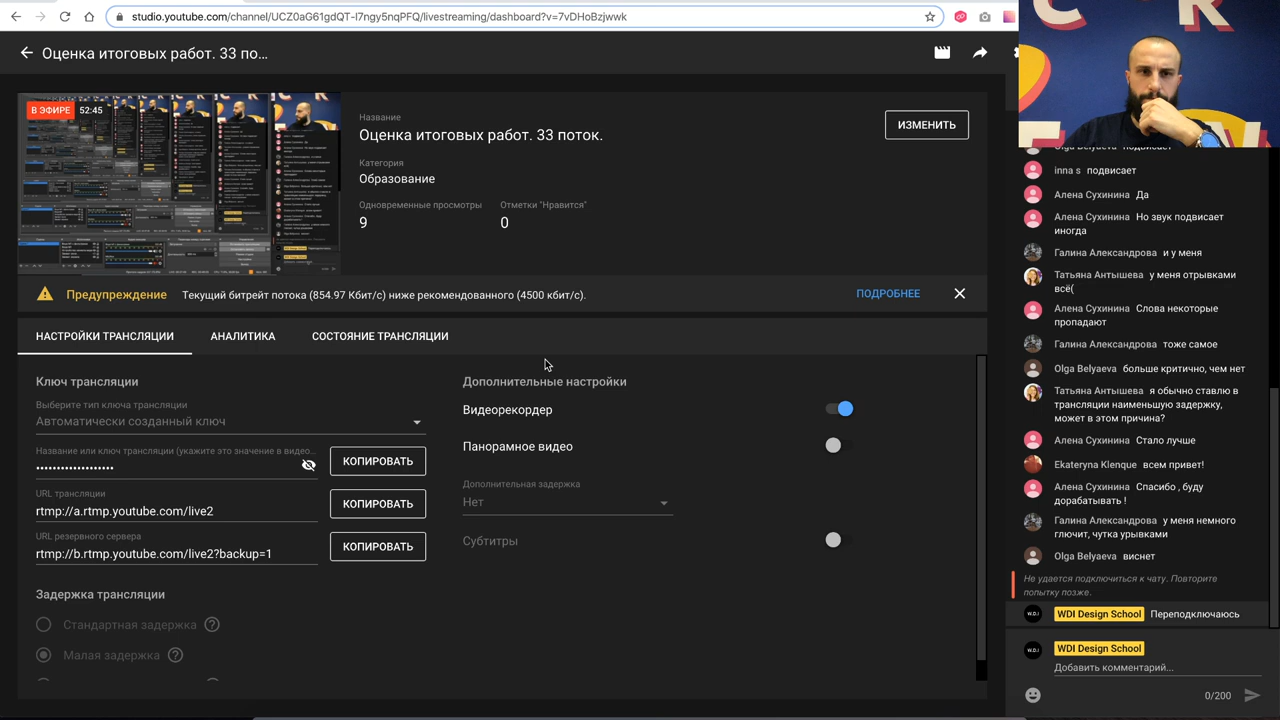 studio.youtube.com/channel/UCZ0aG61gdQT-I7ngy5nqPFQ/livestreaming/dashboard?v=7vDHoBzjwwk
Оценка итоговых работ. 33 по...
В ЭФИРЕ 52:45
Название
Оценка итоговых работ. 33 поток.
ИЗМЕНИТЬ
Категория
Образование
Одновременные просмотры
Отметки "Нравится"
9
0
Предупреждение
Текущий битрейт потока (854.97 Кбит/с) ниже рекомендованного (4500 кбит/с).
ПОДРОБНЕЕ
НАСТРОЙКИ ТРАНСЛЯЦИИ
АНАЛИТИКА
СОСТОЯНИЕ ТРАНСЛЯЦИИ
Ключ трансляции
Выберите тип ключа трансляции
Автоматически созданный ключ
Название или ключ трансляции (укажите это значение в видео...
КОПИРОВАТЬ
URL трансляции
rtmp://a.rtmp.youtube.com/live2
КОПИРОВАТЬ
URL резервного сервера
rtmp://b.rtmp.youtube.com/live2?backup=1
КОПИРОВАТЬ
Задержка трансляции
Стандартная задержка
Малая задержка
Дополнительные настройки
Видеорекордер
Панорамное видео
Дополнительная задержка
Нет
Субтитры
Olga Belyaeva подвисает
inna s подвисает
Алена Сухинина Да
Алена Сухинина Но звук подвисает
иногда
Галина Александрова и у меня
Татьяна Антышева у меня отрывками
всё(
Алена Сухинина Слова некоторые
пропадают
Галина Александрова тоже самое
Olga Belyaeva больше критично, чем нет
Татьяна Антышева я обычно ставлю в
трансляции наименьшую задержку,
может в этом причина?
Алена Сухинина Стало лучше
Ekateryna Klenque всем привет!
Алена Сухинина Спасибо , буду
дорабатывать !
Галина Александрова у меня немного
глючит, чутка урывками
Olga Belyaeva виснет
Не удается подключиться к чату. Повторите
попытку позже.
WDI Design School Переподключаюсь
WDI Design School
Добавить комментарий...
0/200